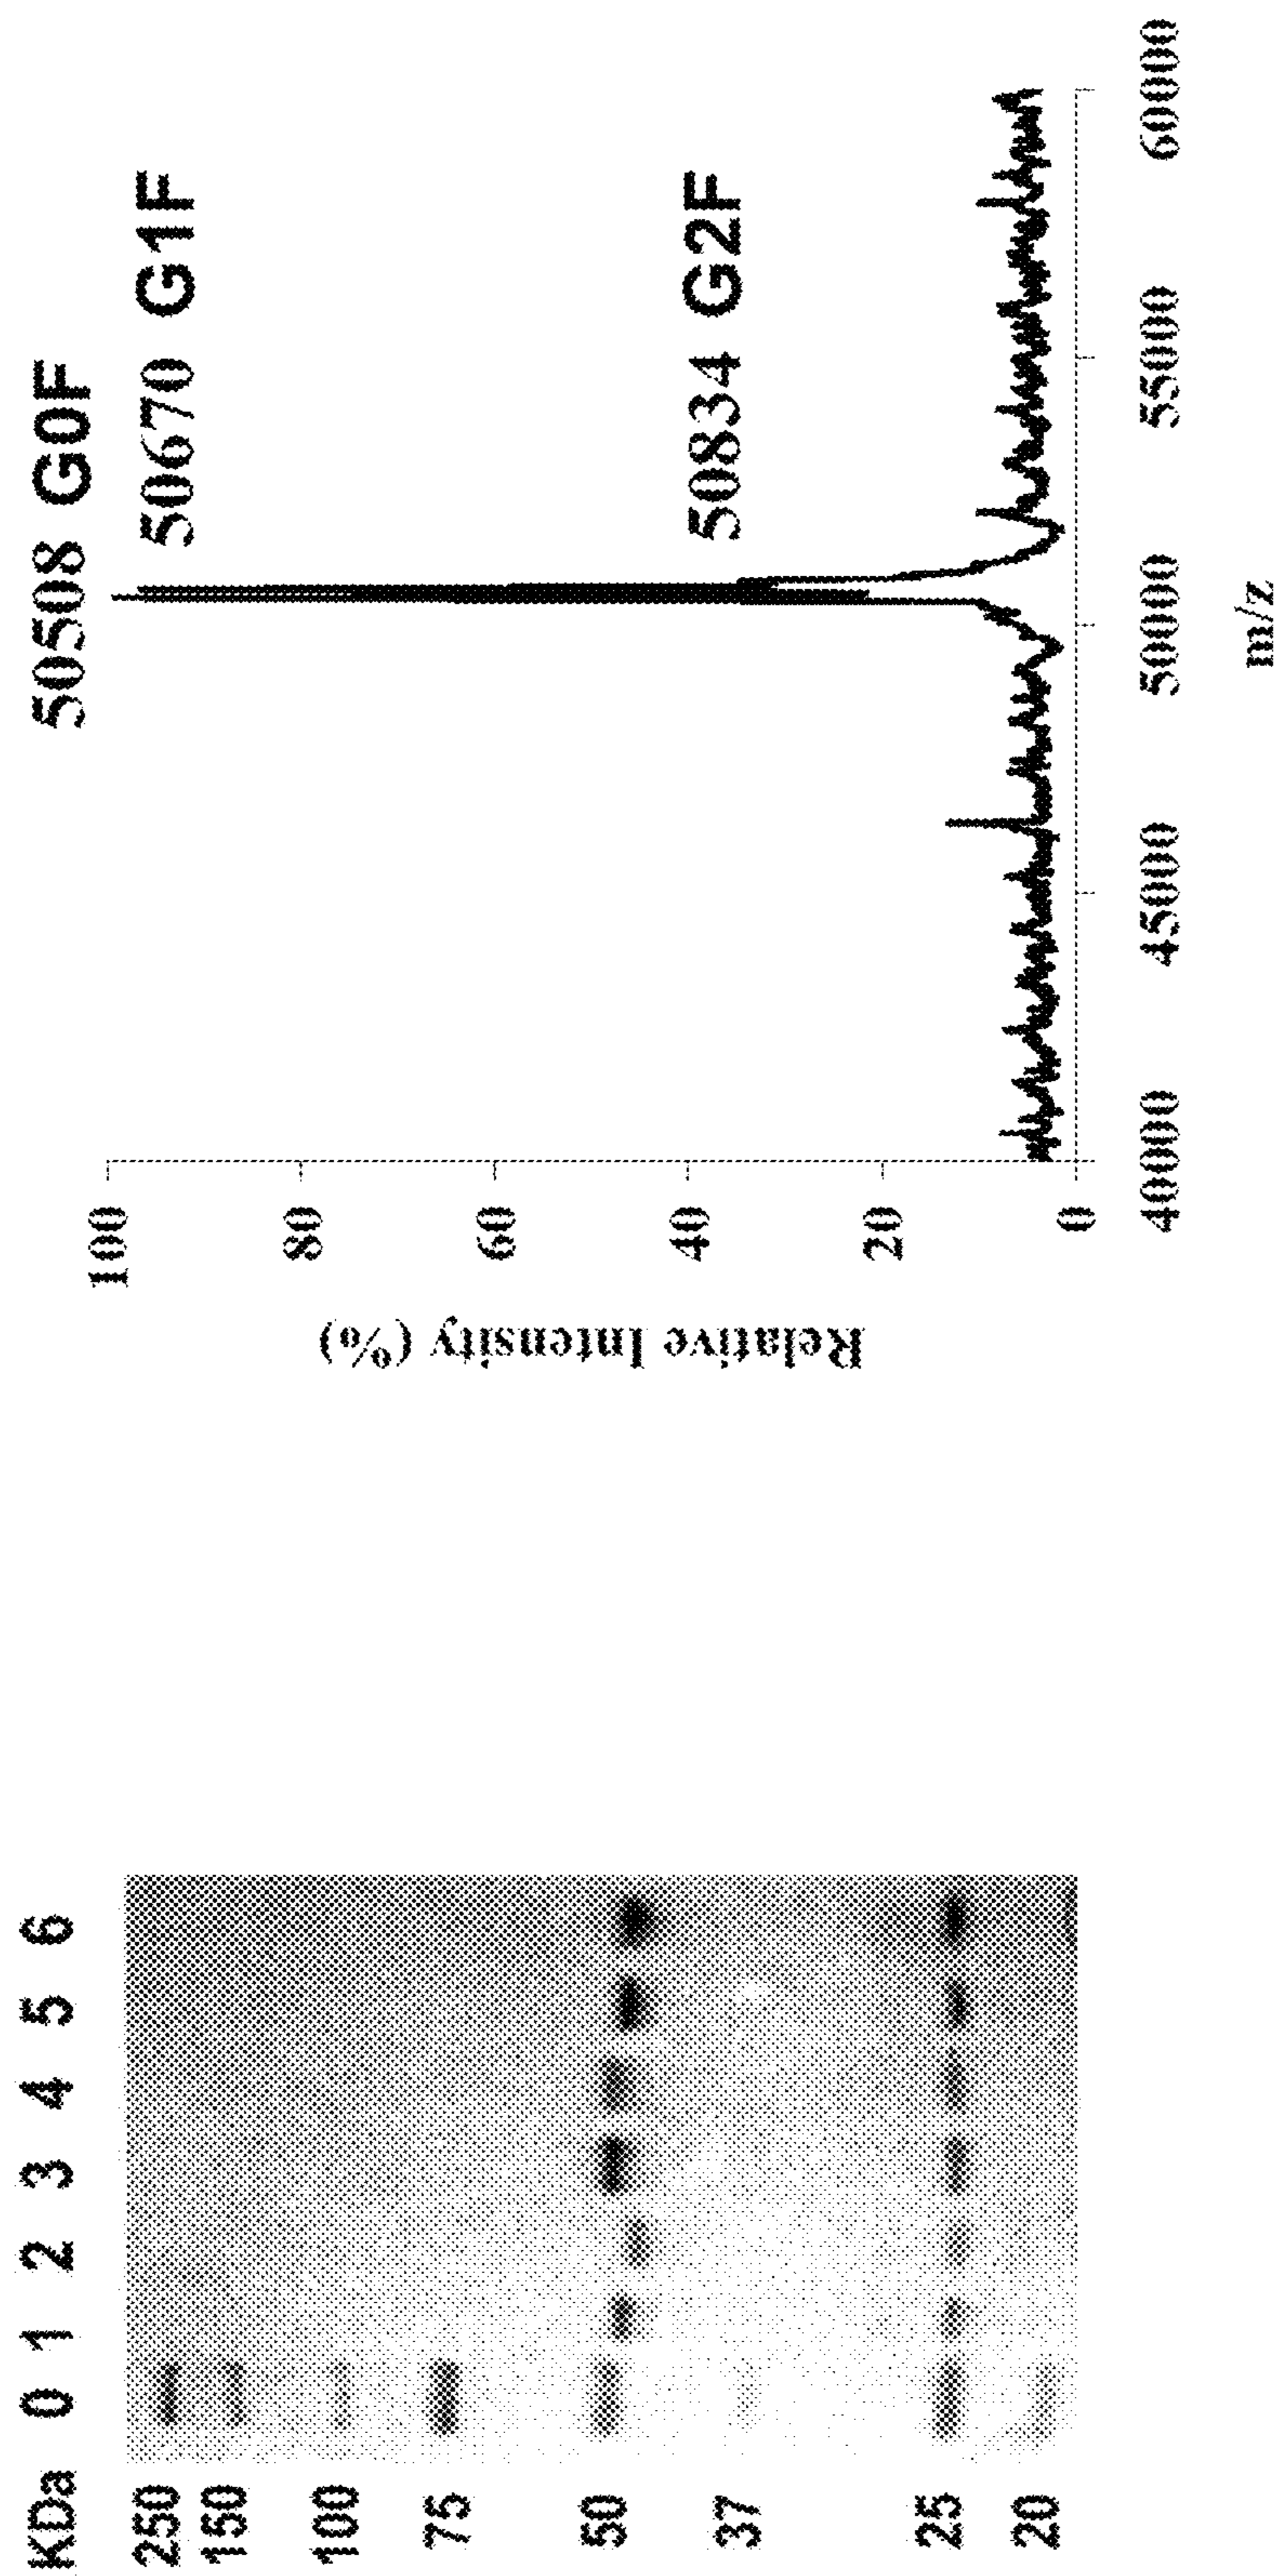 KDa 0 1 2 3 4 5 6
250
150
100
75
50
37
25
20
50508 G0F
50670 G1F
50834 G2F
Relative Intensity (%)
100
80
60
40
20
0
40000 45000 50000 55000 60000
m/z